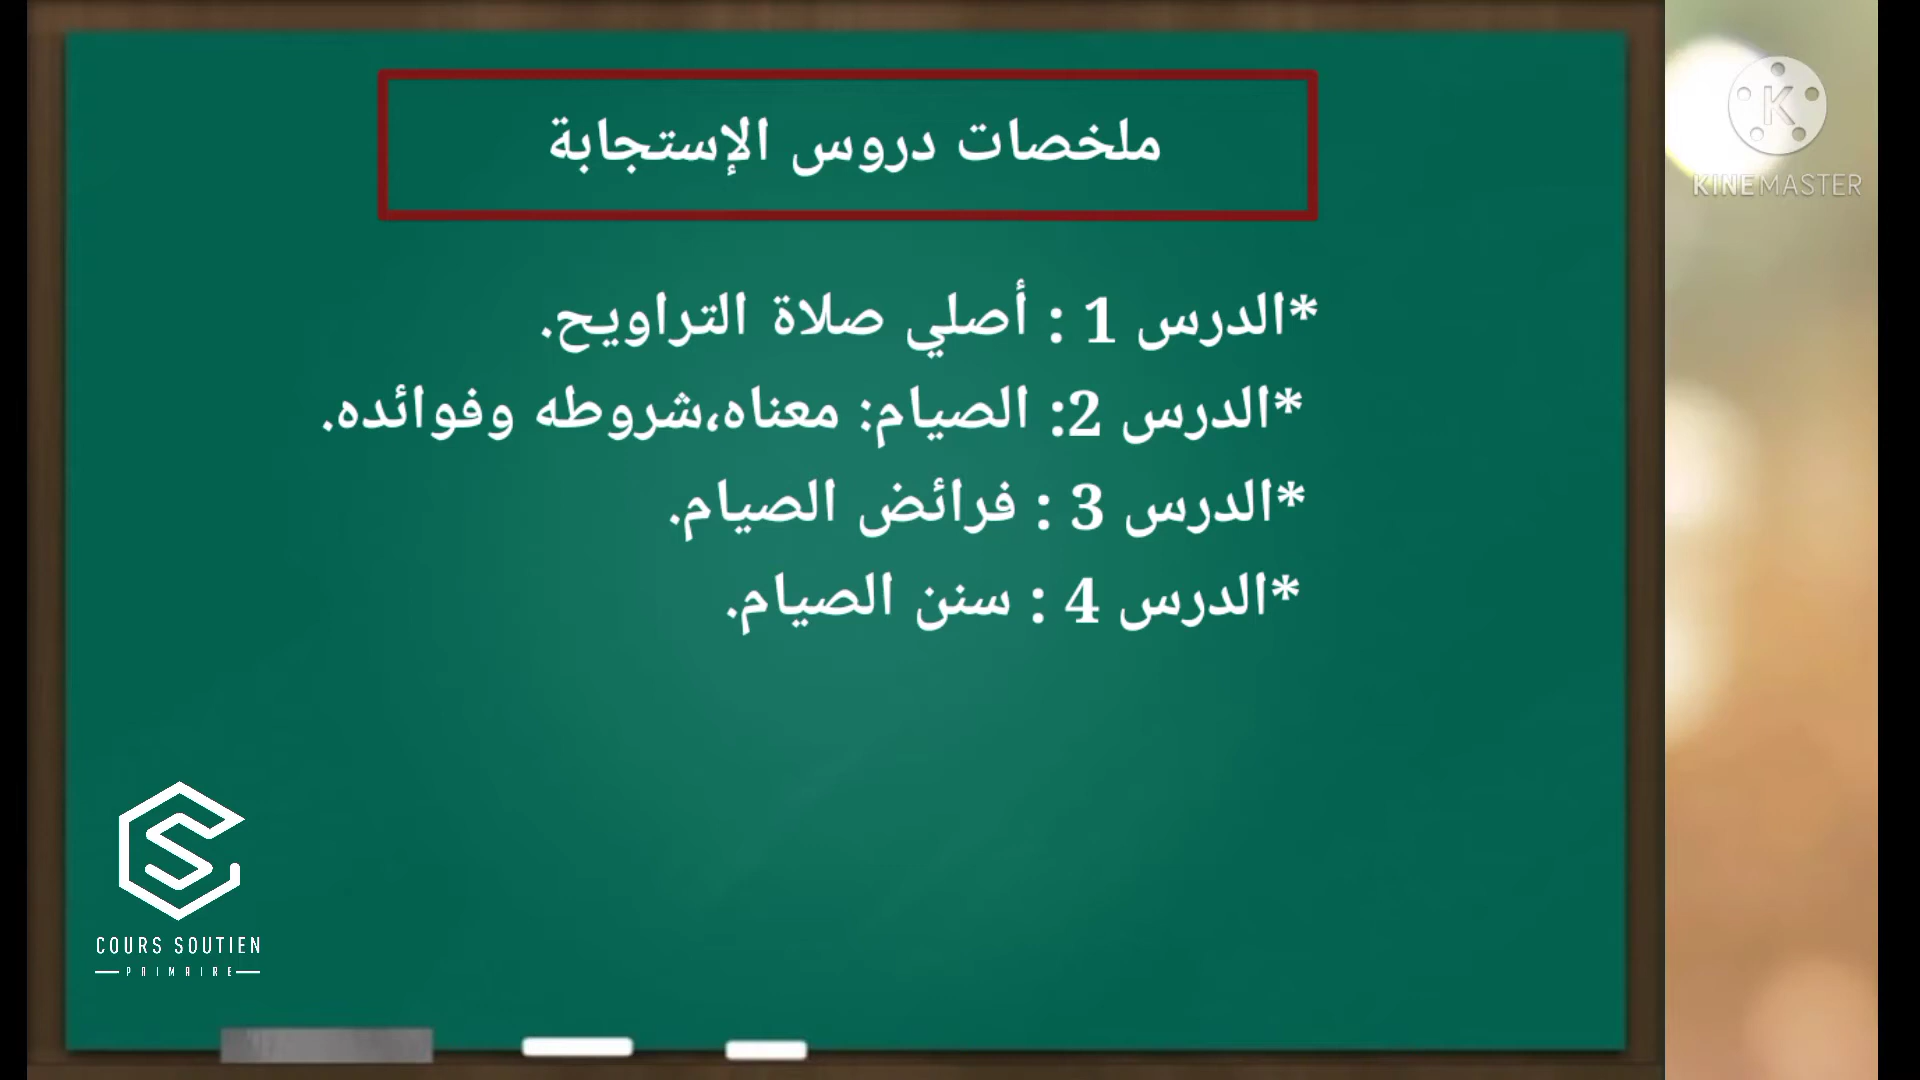 ملخصات دروس الإستجابة
*الدرس 1 : أصلي صلاة التراويح.
*الدرس 2: الصيام: معناه،شروطه وفوائده.
*الدرس 3 : فرائض الصيام.
*الدرس 4 : سنن الصيام.
COURS SOUTIEN
PRIMAIRE
KINEMASTER